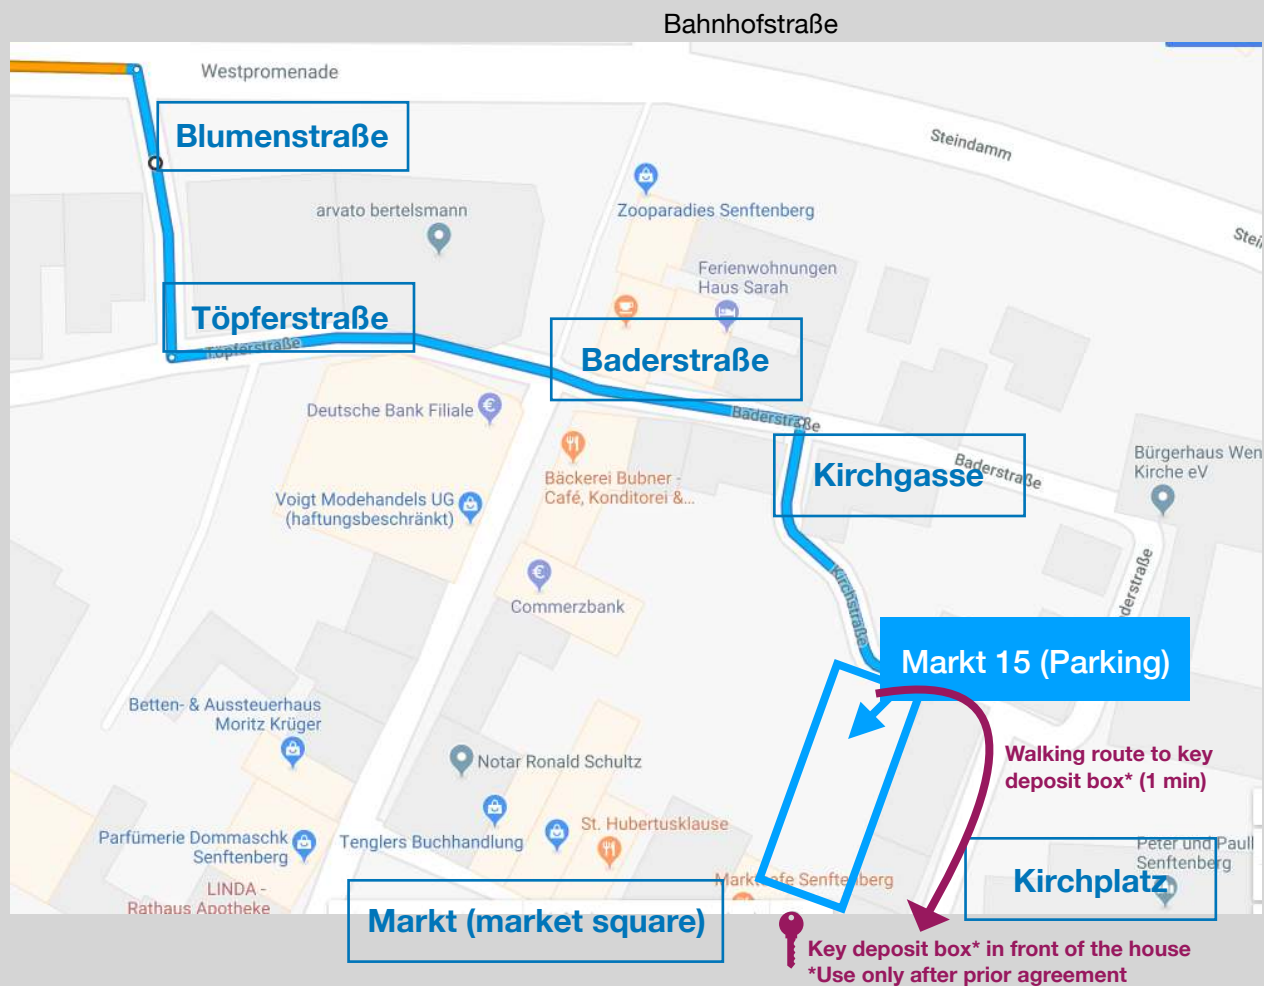 Bahnhofstraße
Westpromenade
Steindamm
Blumenstraße
arvato bertelsmann
Zooparadies Senftenberg
Ferienwohnungen
Haus Sarah
Töpferstraße
Töpferstraße
Baderstraße
Deutsche Bank Filiale
Baderstraße
Kirchgasse
Baderstraße
Bürgerhaus Wen
Kirche eV
Bäckerei Bubner -
Café, Konditorei &...
Voigt Modehandels UG
(haftungsbeschränkt)
Commerzbank
Kirchstraße
aderstraße
Markt 15 (Parking)
Betten- & Aussteuerhaus
Moritz Krüger
Notar Ronald Schultz
Walking route to key
deposit box* (1 min)
St. Hubertusklause
Tenglers Buchhandlung
Parfümerie Dommaschk
Senftenberg
Peter und Paul
Senftenberg
Kirchplatz
LINDA -
Rathaus Apotheke
Senftenberg
Markt (market square)
Key deposit box* in front of the house
*Use only after prior agreement